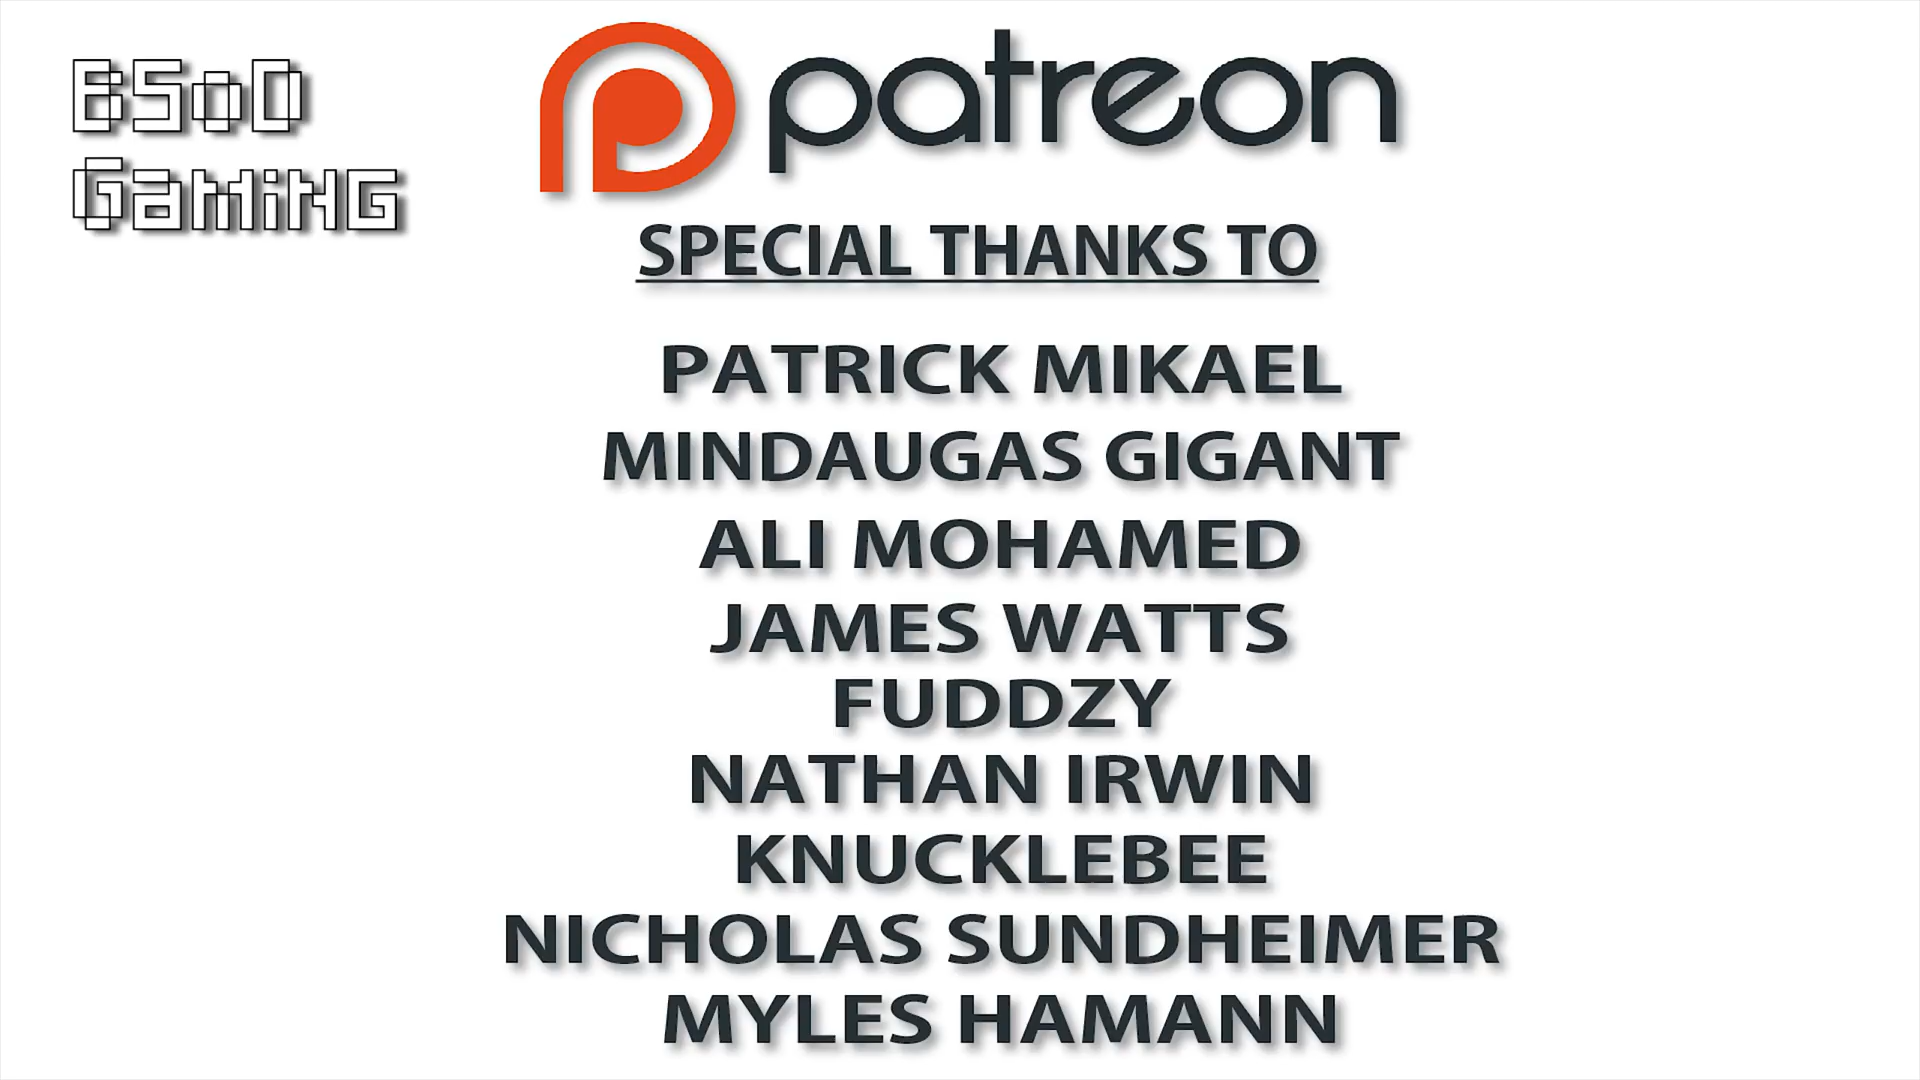 BSoD
GaMiNG
patreon
SPECIAL THANKS TO
PATRICK MIKAEL
MINDAUGAS GIGANT
ALI MOHAMED
JAMES WATTS
FUDDZY
NATHAN IRWIN
KNUCKLEBEE
NICHOLAS SUNDHEIMER
MYLES HAMANN